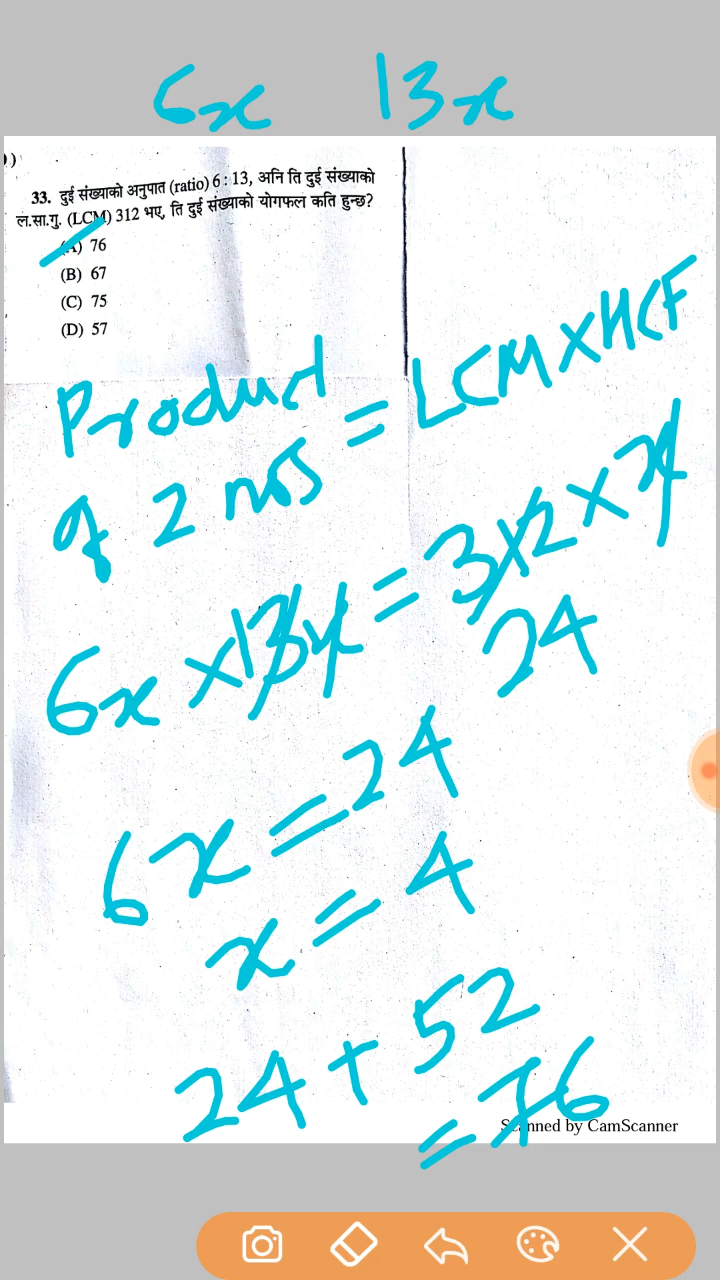 6x 13x
)
33. दुई संख्याको अनुपात (ratio) 6 : 13, अनि ति दुई संख्याको
ल.सा.गु. (LCM) 312 भए, ति दुई संख्याको योगफल कति हुन्छ?
(A) 76
(B) 67
(C) 75
(D) 57
Product = LCM X HCF
of 2 nos
6x × 13x = 312 × x
24
6x = 24
x = 4
24 + 52
= 76
Scanned by CamScanner